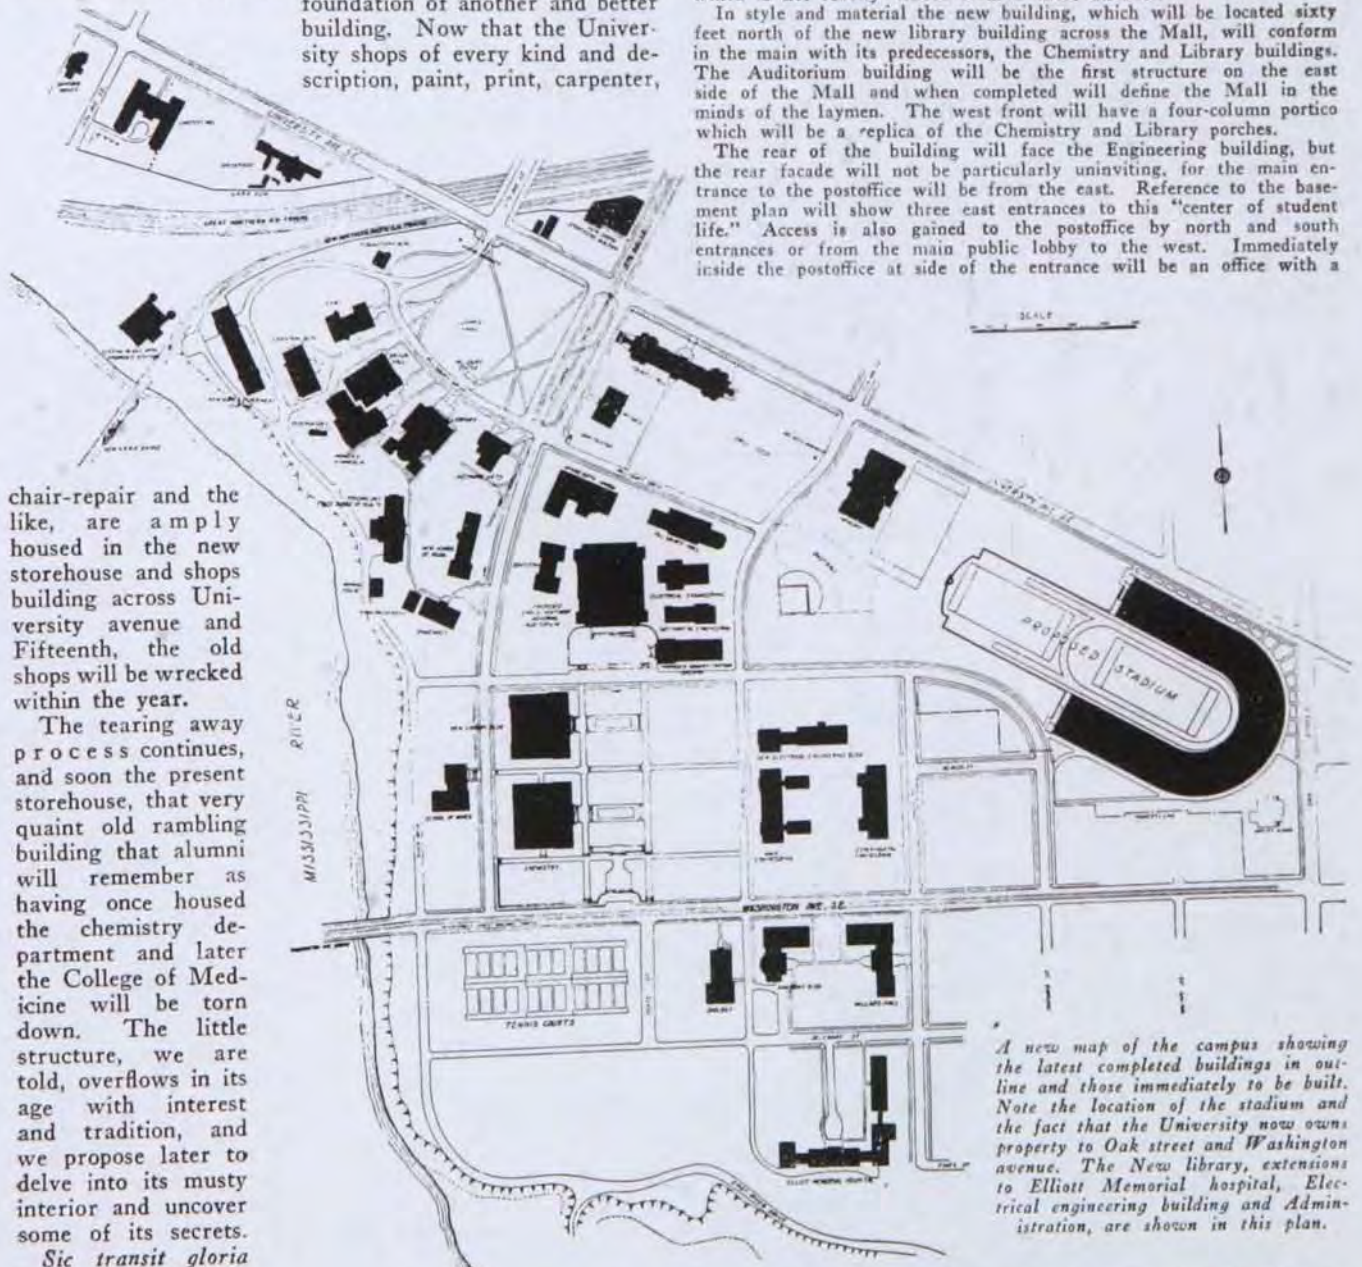 foundation of another and better
building. Now that the Univer-
sity shops of every kind and de-
scription, paint, print, carpenter,
chair-repair and the
like, are amply
housed in the new
storehouse and shops
building across Uni-
versity avenue and
Fifteenth, the old
shops will be wrecked
within the year.
The tearing away
process continues,
and soon the present
storehouse, that very
quaint old rambling
building that alumni
will remember as
having once housed
the chemistry de-
partment and later
the College of Med-
icine will be torn
down. The little
structure, we are
told, overflows in its
age with interest
and tradition, and
we propose later to
delve into its musty
interior and uncover
some of its secrets.
Sic transit gloria
In style and material the new building, which will be located sixty
feet north of the new library building across the Mall, will conform
in the main with its predecessors, the Chemistry and Library buildings.
The Auditorium building will be the first structure on the east
side of the Mall and when completed will define the Mall in the
minds of the laymen. The west front will have a four-column portico
which will be a replica of the Chemistry and Library porches.
The rear of the building will face the Engineering building, but
the rear facade will not be particularly uninviting, for the main en-
trance to the postoffice will be from the east. Reference to the base-
ment plan will show three east entrances to this "center of student
life." Access is also gained to the postoffice by north and south
entrances or from the main public lobby to the west. Immediately
inside the postoffice at side of the entrance will be an office with a
SCALE
UNIVERSITY AVE. S.E.
GREAT NORTHERN R.R. TRACKS
UNIVERSITY AVE. S.E.
PROPOSED STADIUM
MISSISSIPPI RIVER
CHEMISTRY
WASHINGTON AVE. S.E.
TENNIS COURTS
MILLARD HALL
ELLIOT MEMORIAL HOSPITAL
A new map of the campus showing
the latest completed buildings in out-
line and those immediately to be built.
Note the location of the stadium and
the fact that the University now owns
property to Oak street and Washington
avenue. The New library, extensions
to Elliott Memorial hospital, Elec-
trical engineering building and Admin-
istration, are shown in this plan.